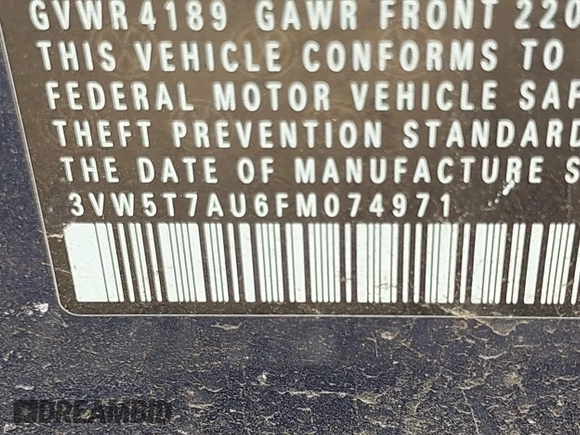 GVWR 4189 GAWR FRONT 220
THIS VEHICLE CONFORMS TO
FEDERAL MOTOR VEHICLE SAF
THEFT PREVENTION STANDARD
THE DATE OF MANUFACTURE S
3VW5T7AU6FM074971
DREAMBID